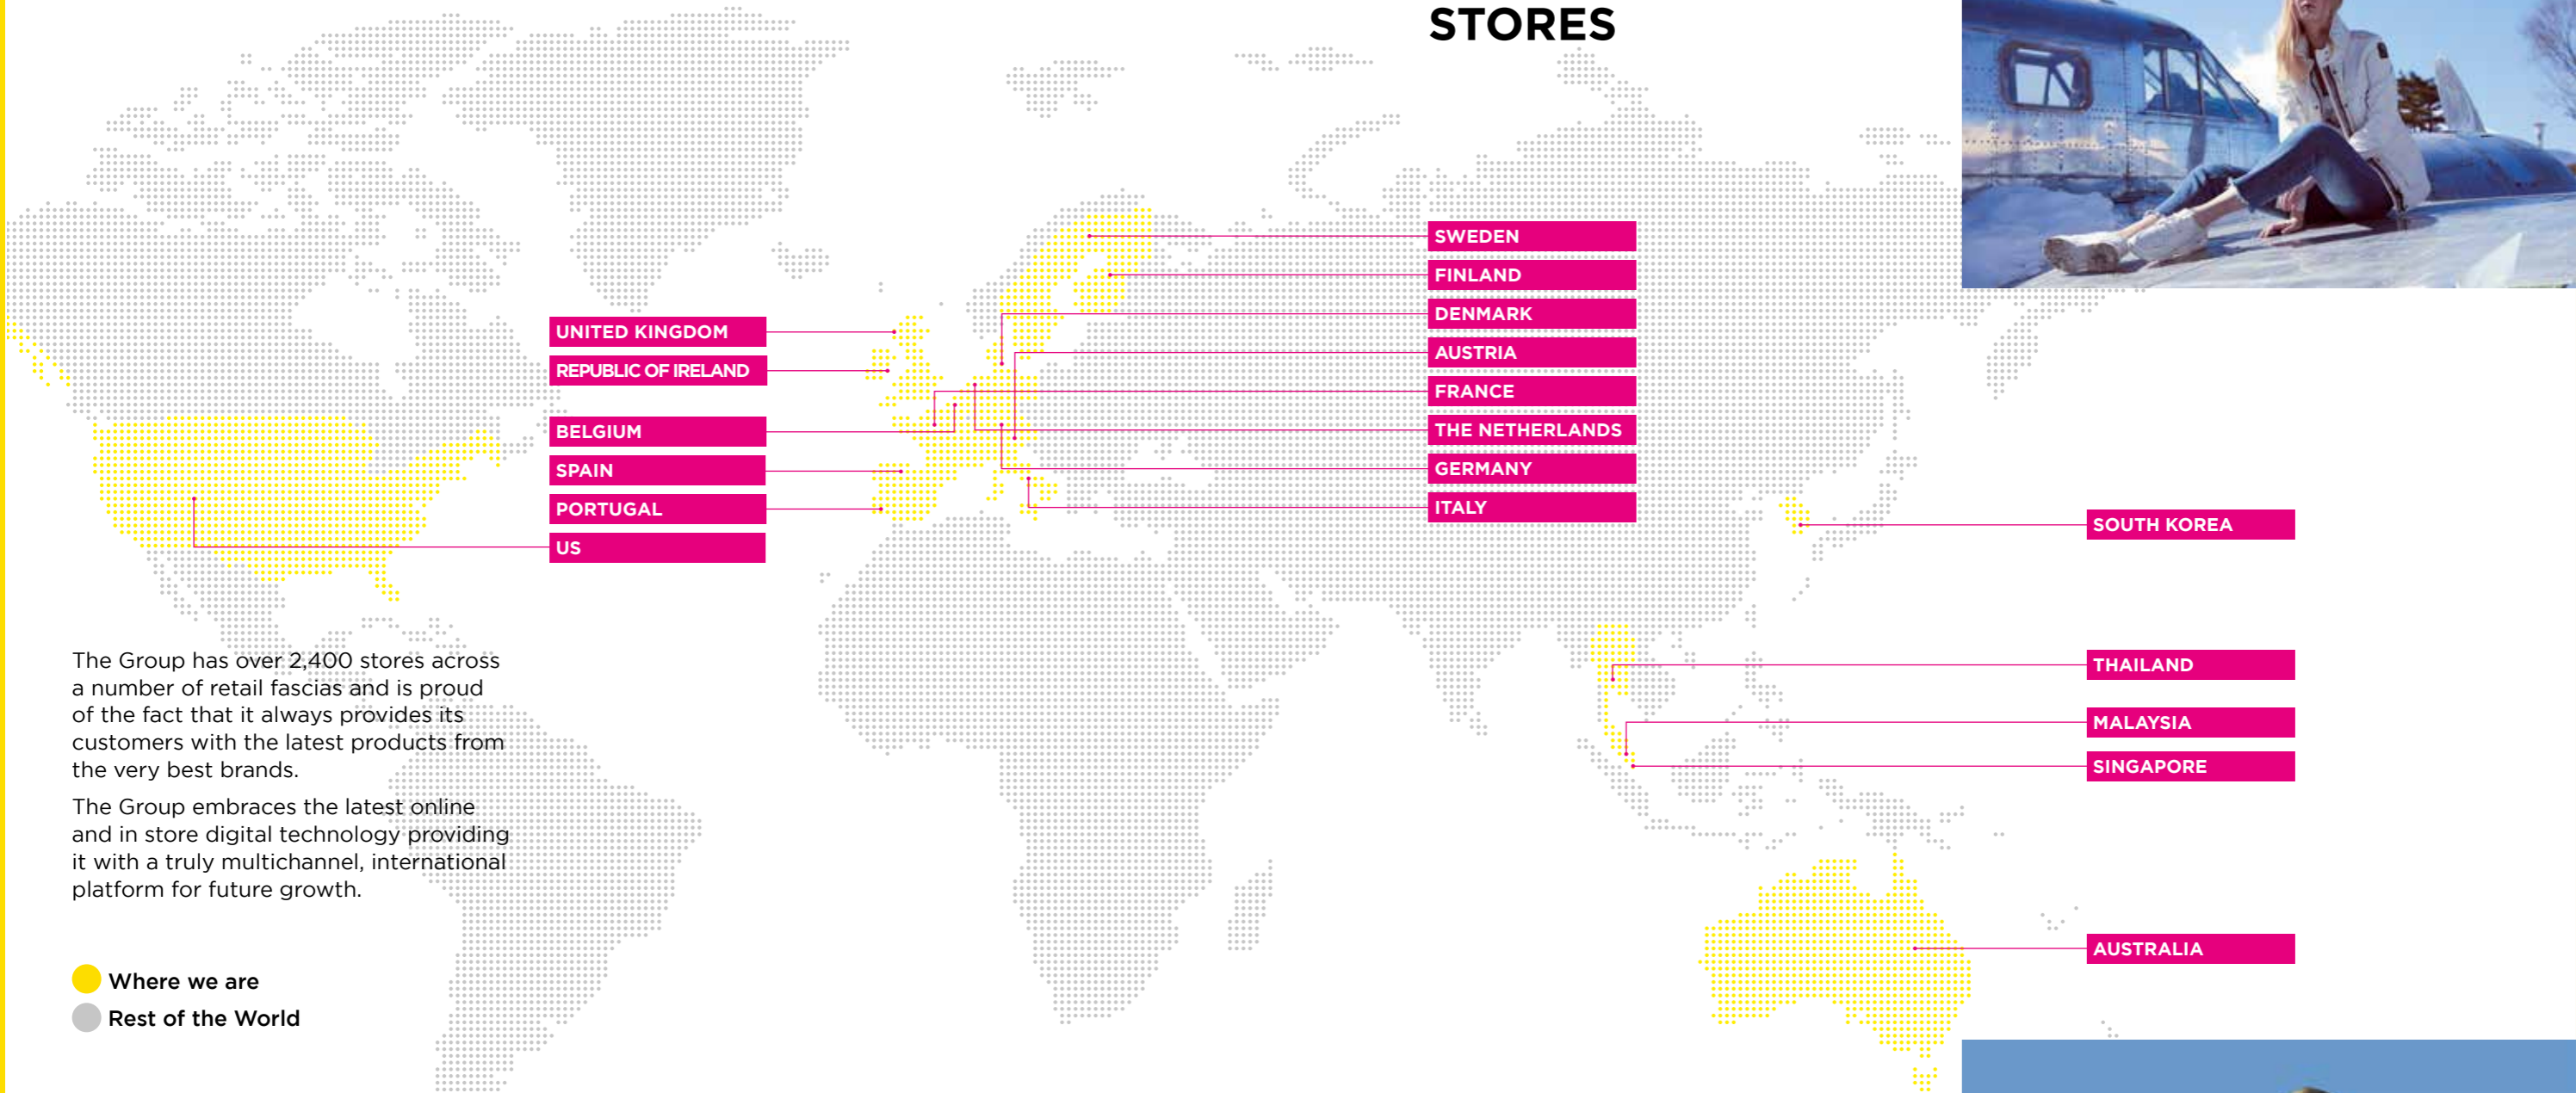 STORES
UNITED KINGDOM
REPUBLIC OF IRELAND
BELGIUM
SPAIN
PORTUGAL
US
SWEDEN
FINLAND
DENMARK
AUSTRIA
FRANCE
THE NETHERLANDS
GERMANY
ITALY
SOUTH KOREA
THAILAND
MALAYSIA
SINGAPORE
AUSTRALIA
The Group has over 2,400 stores across
a number of retail fascias and is proud
of the fact that it always provides its
customers with the latest products from
the very best brands.
The Group embraces the latest online
and in store digital technology providing
it with a truly multichannel, international
platform for future growth.
Where we are
Rest of the World